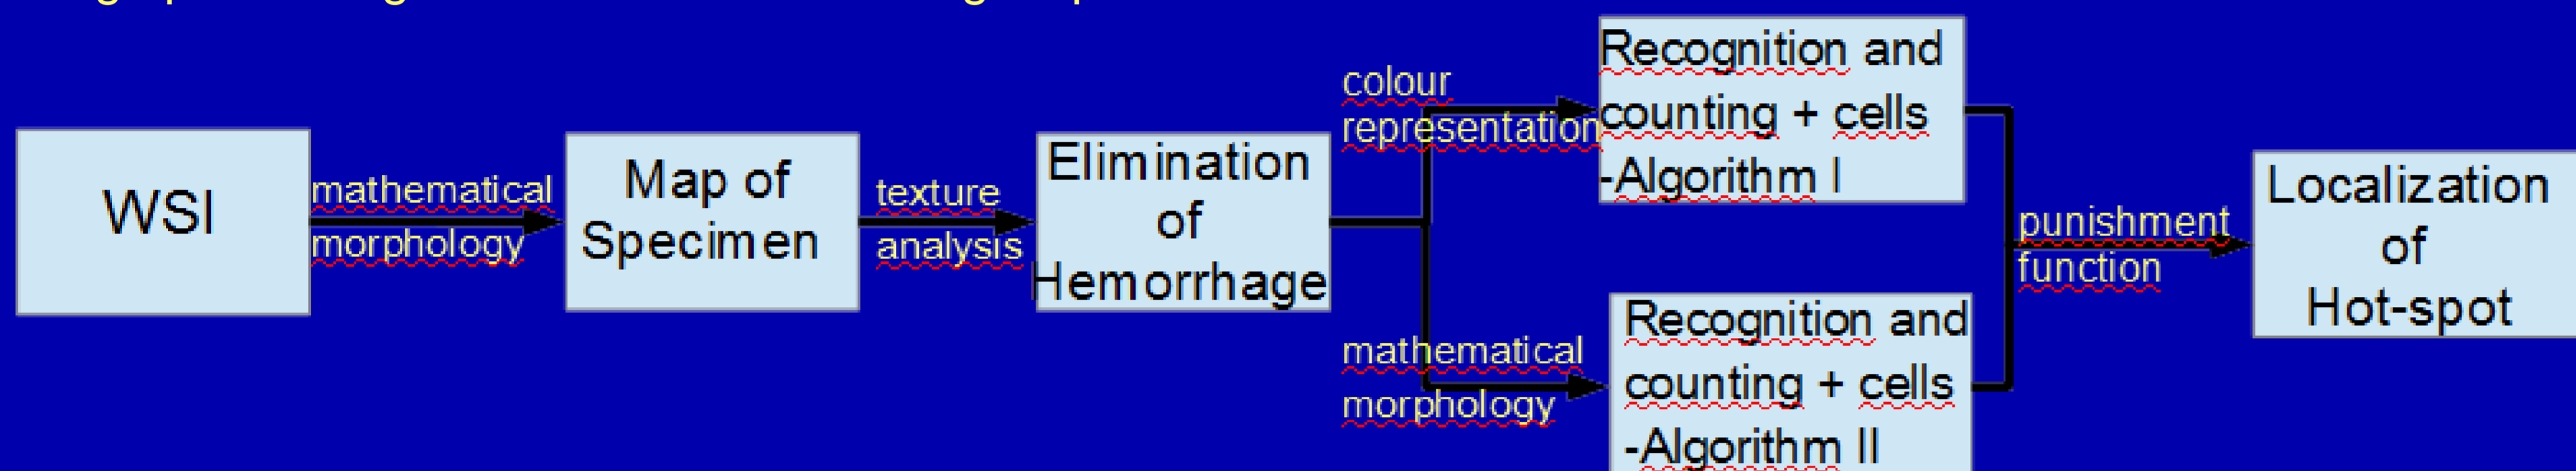 WSI
mathematical
morphology
Map of
Specimen
texture
analysis
Elimination
of
Hemorrhage
colour
representation
Recognition and
counting + cells
-Algorithm I
mathematical
morphology
Recognition and
counting + cells
-Algorithm II
punishment
function
Localization
of
Hot-spot